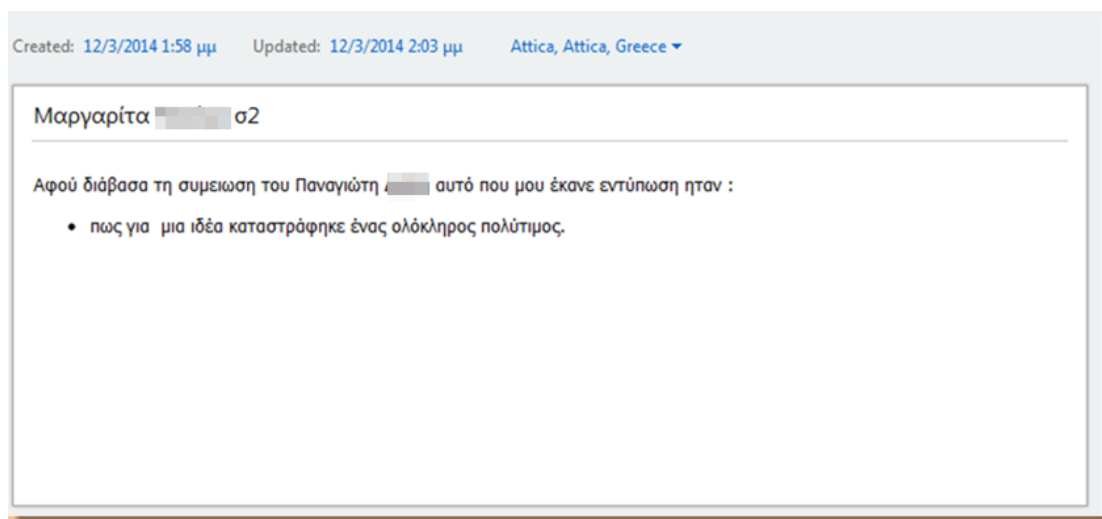 Created: 12/3/2014 1:58 μμ Updated: 12/3/2014 2:03 μμ Attica, Attica, Greece
Μαργαρίτα σ2
Αφού διάβασα τη συμειωση του Παναγιώτη αυτό που μου έκανε εντύπωση ηταν :
• πως για μια ιδέα καταστράφηκε ένας ολόκληρος πολύτιμος.